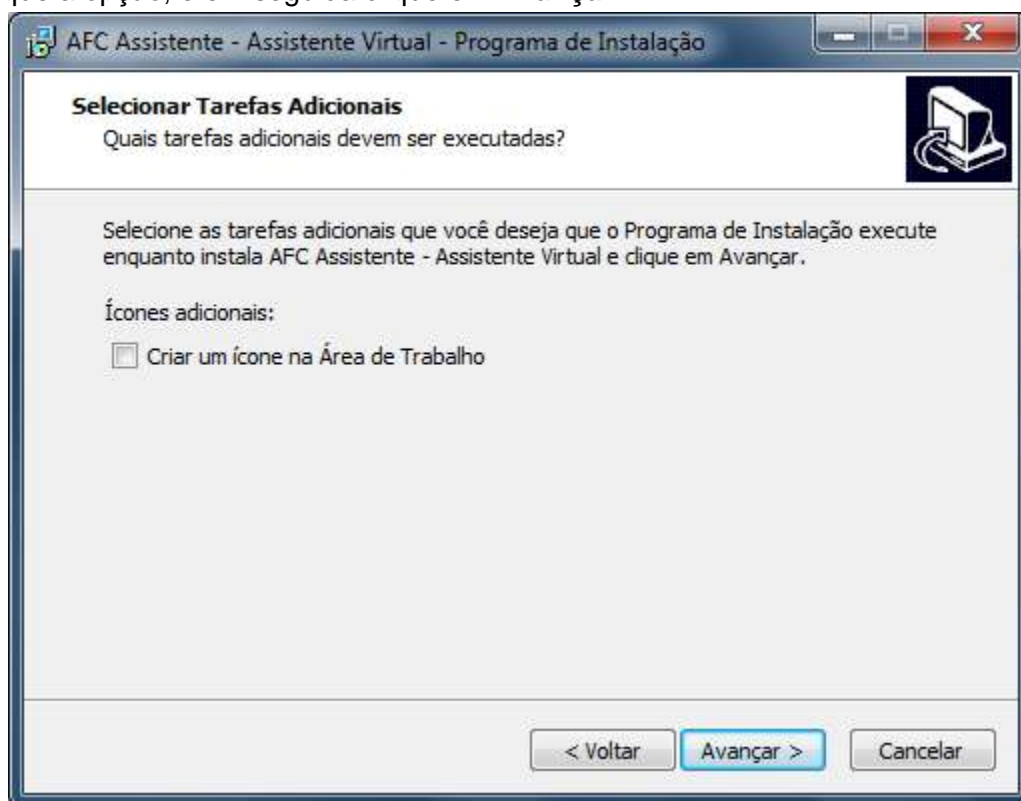 AFC Assistente - Assistente Virtual - Programa de Instalação
Selecionar Tarefas Adicionais
Quais tarefas adicionais devem ser executadas?
Selecione as tarefas adicionais que você deseja que o Programa de Instalação execute
enquanto instala AFC Assistente - Assistente Virtual e clique em Avançar.
Ícones adicionais:
Criar um ícone na Área de Trabalho
< Voltar
Avançar >
Cancelar